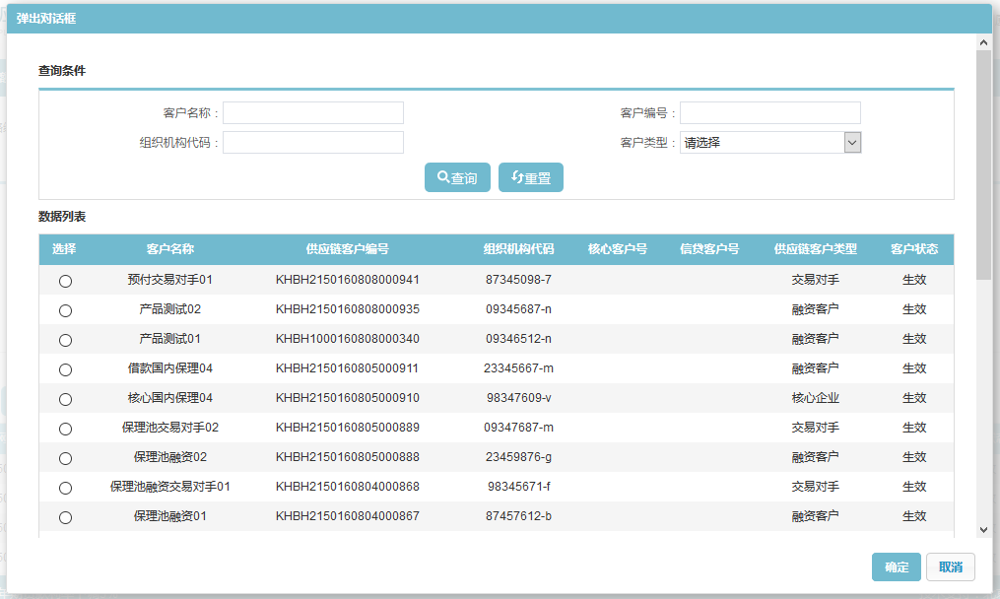 弹出对话框
查询条件
客户名称： 客户编号：
组织机构代码： 客户类型： 请选择
查询 重置
数据列表
选择 客户名称 供应链客户编号 组织机构代码 核心客户号 信贷客户号 供应链客户类型 客户状态
预付交易对手01 KHBH2150160808000941 87345098-7 交易对手 生效
产品测试02 KHBH2150160808000935 09345687-n 融资客户 生效
产品测试01 KHBH1000160808000340 09346512-n 融资客户 生效
借款国内保理04 KHBH2150160805000911 23345667-m 融资客户 生效
核心国内保理04 KHBH2150160805000910 98347609-v 核心企业 生效
保理池交易对手02 KHBH2150160805000889 09347687-m 交易对手 生效
保理池融资02 KHBH2150160805000888 23459876-g 融资客户 生效
保理池融资交易对手01 KHBH2150160804000868 98345671-f 交易对手 生效
保理池融资01 KHBH2150160804000867 87457612-b 融资客户 生效
确定 取消